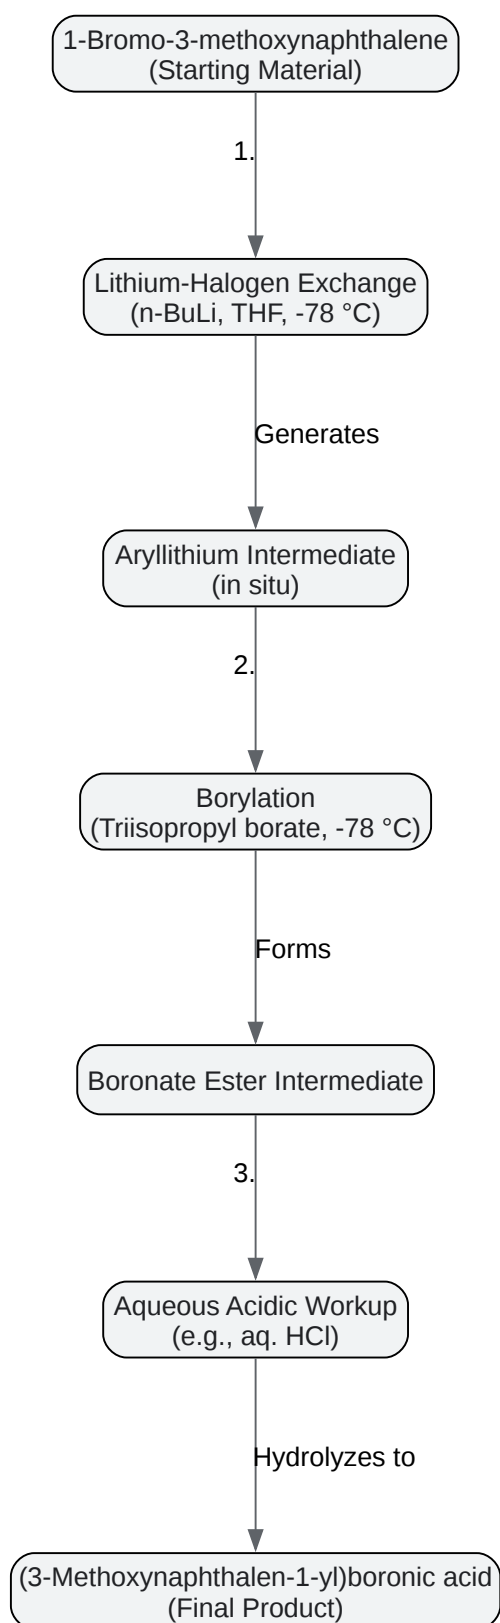 1-Bromo-3-methoxynaphthalene
(Starting Material)
1.
Lithium-Halogen Exchange
(n-BuLi, THF, -78 °C)
Generates
Aryllithium Intermediate
(in situ)
2.
Borylation
(Triisopropyl borate, -78 °C)
Forms
Boronate Ester Intermediate
3.
Aqueous Acidic Workup
(e.g., aq. HCl)
Hydrolyzes to
(3-Methoxynaphthalen-1-yl)boronic acid
(Final Product)